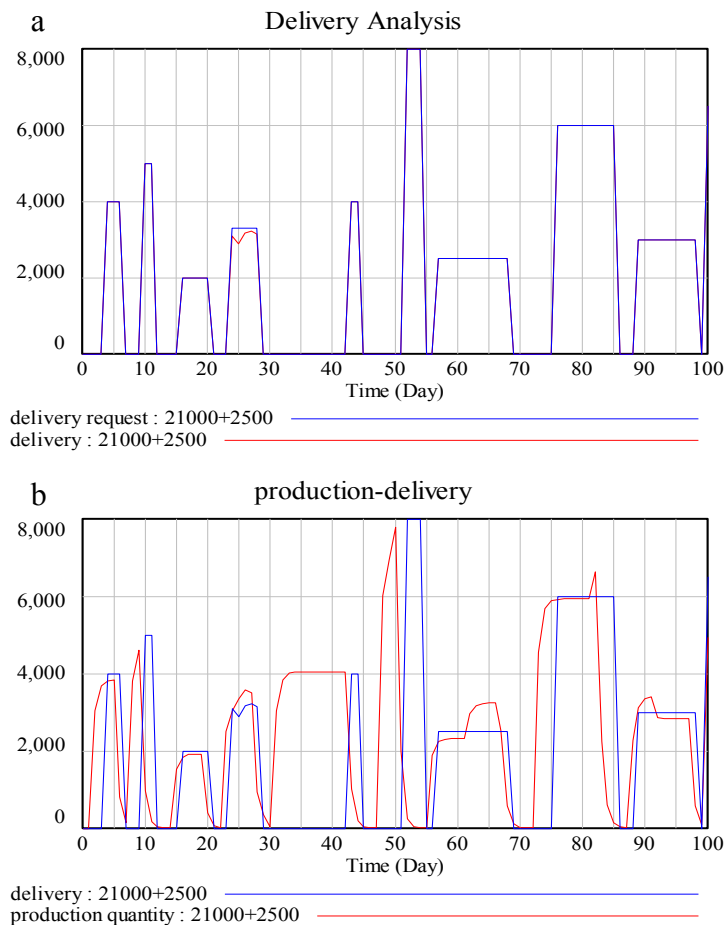 a
Delivery Analysis
8,000
6,000
4,000
2,000
0
0 10 20 30 40 50 60 70 80 90 100
Time (Day)
delivery request : 21000+2500
delivery : 21000+2500
b
production-delivery
8,000
6,000
4,000
2,000
0
0 10 20 30 40 50 60 70 80 90 100
Time (Day)
delivery : 21000+2500
production quantity : 21000+2500